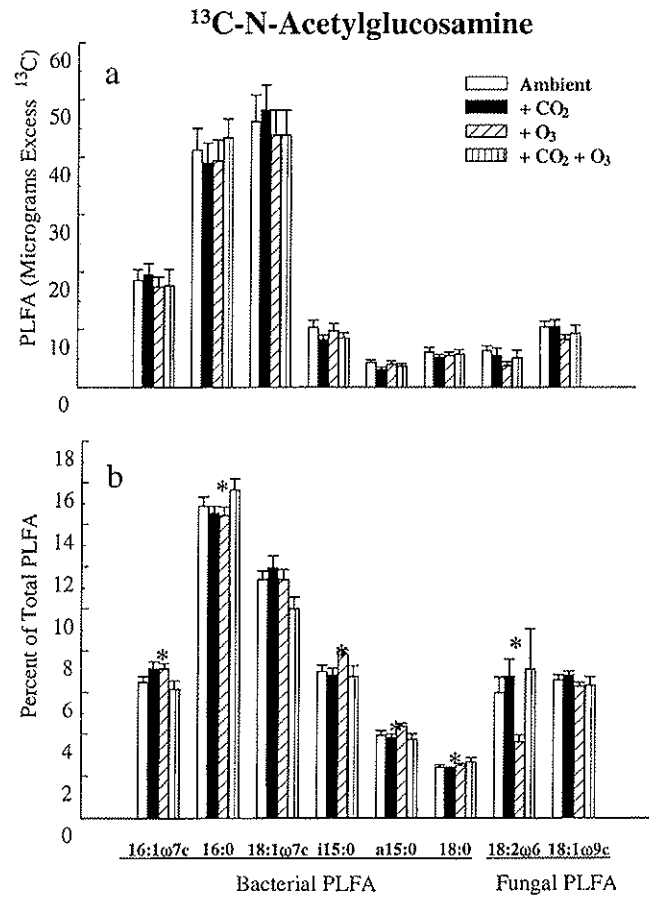 ¹³C-N-Acetylglucosamine
a
PLFA (Micrograms Excess ¹³C)
60
50
40
30
20
10
0
Ambient
+ CO₂
+ O₃
+ CO₂ + O₃
b
Percent of Total PLFA
18
16
14
12
10
8
6
4
2
0
*
*
*
*
*
*
16:1ω7c 16:0 18:1ω7c i15:0 a15:0 18:0 18:2ω6 18:1ω9c
Bacterial PLFA Fungal PLFA